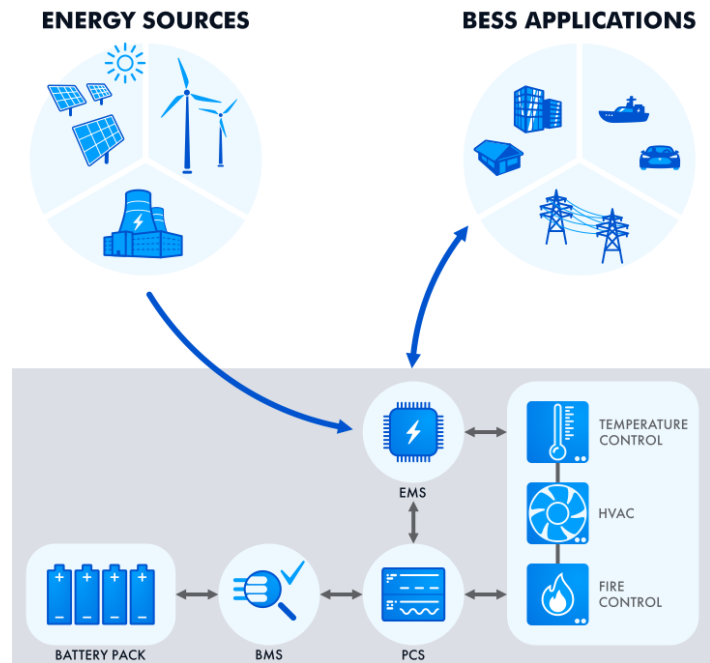 ENERGY SOURCES
BESS APPLICATIONS
EMS
TEMPERATURE
CONTROL
HVAC
FIRE
CONTROL
BATTERY PACK
BMS
PCS